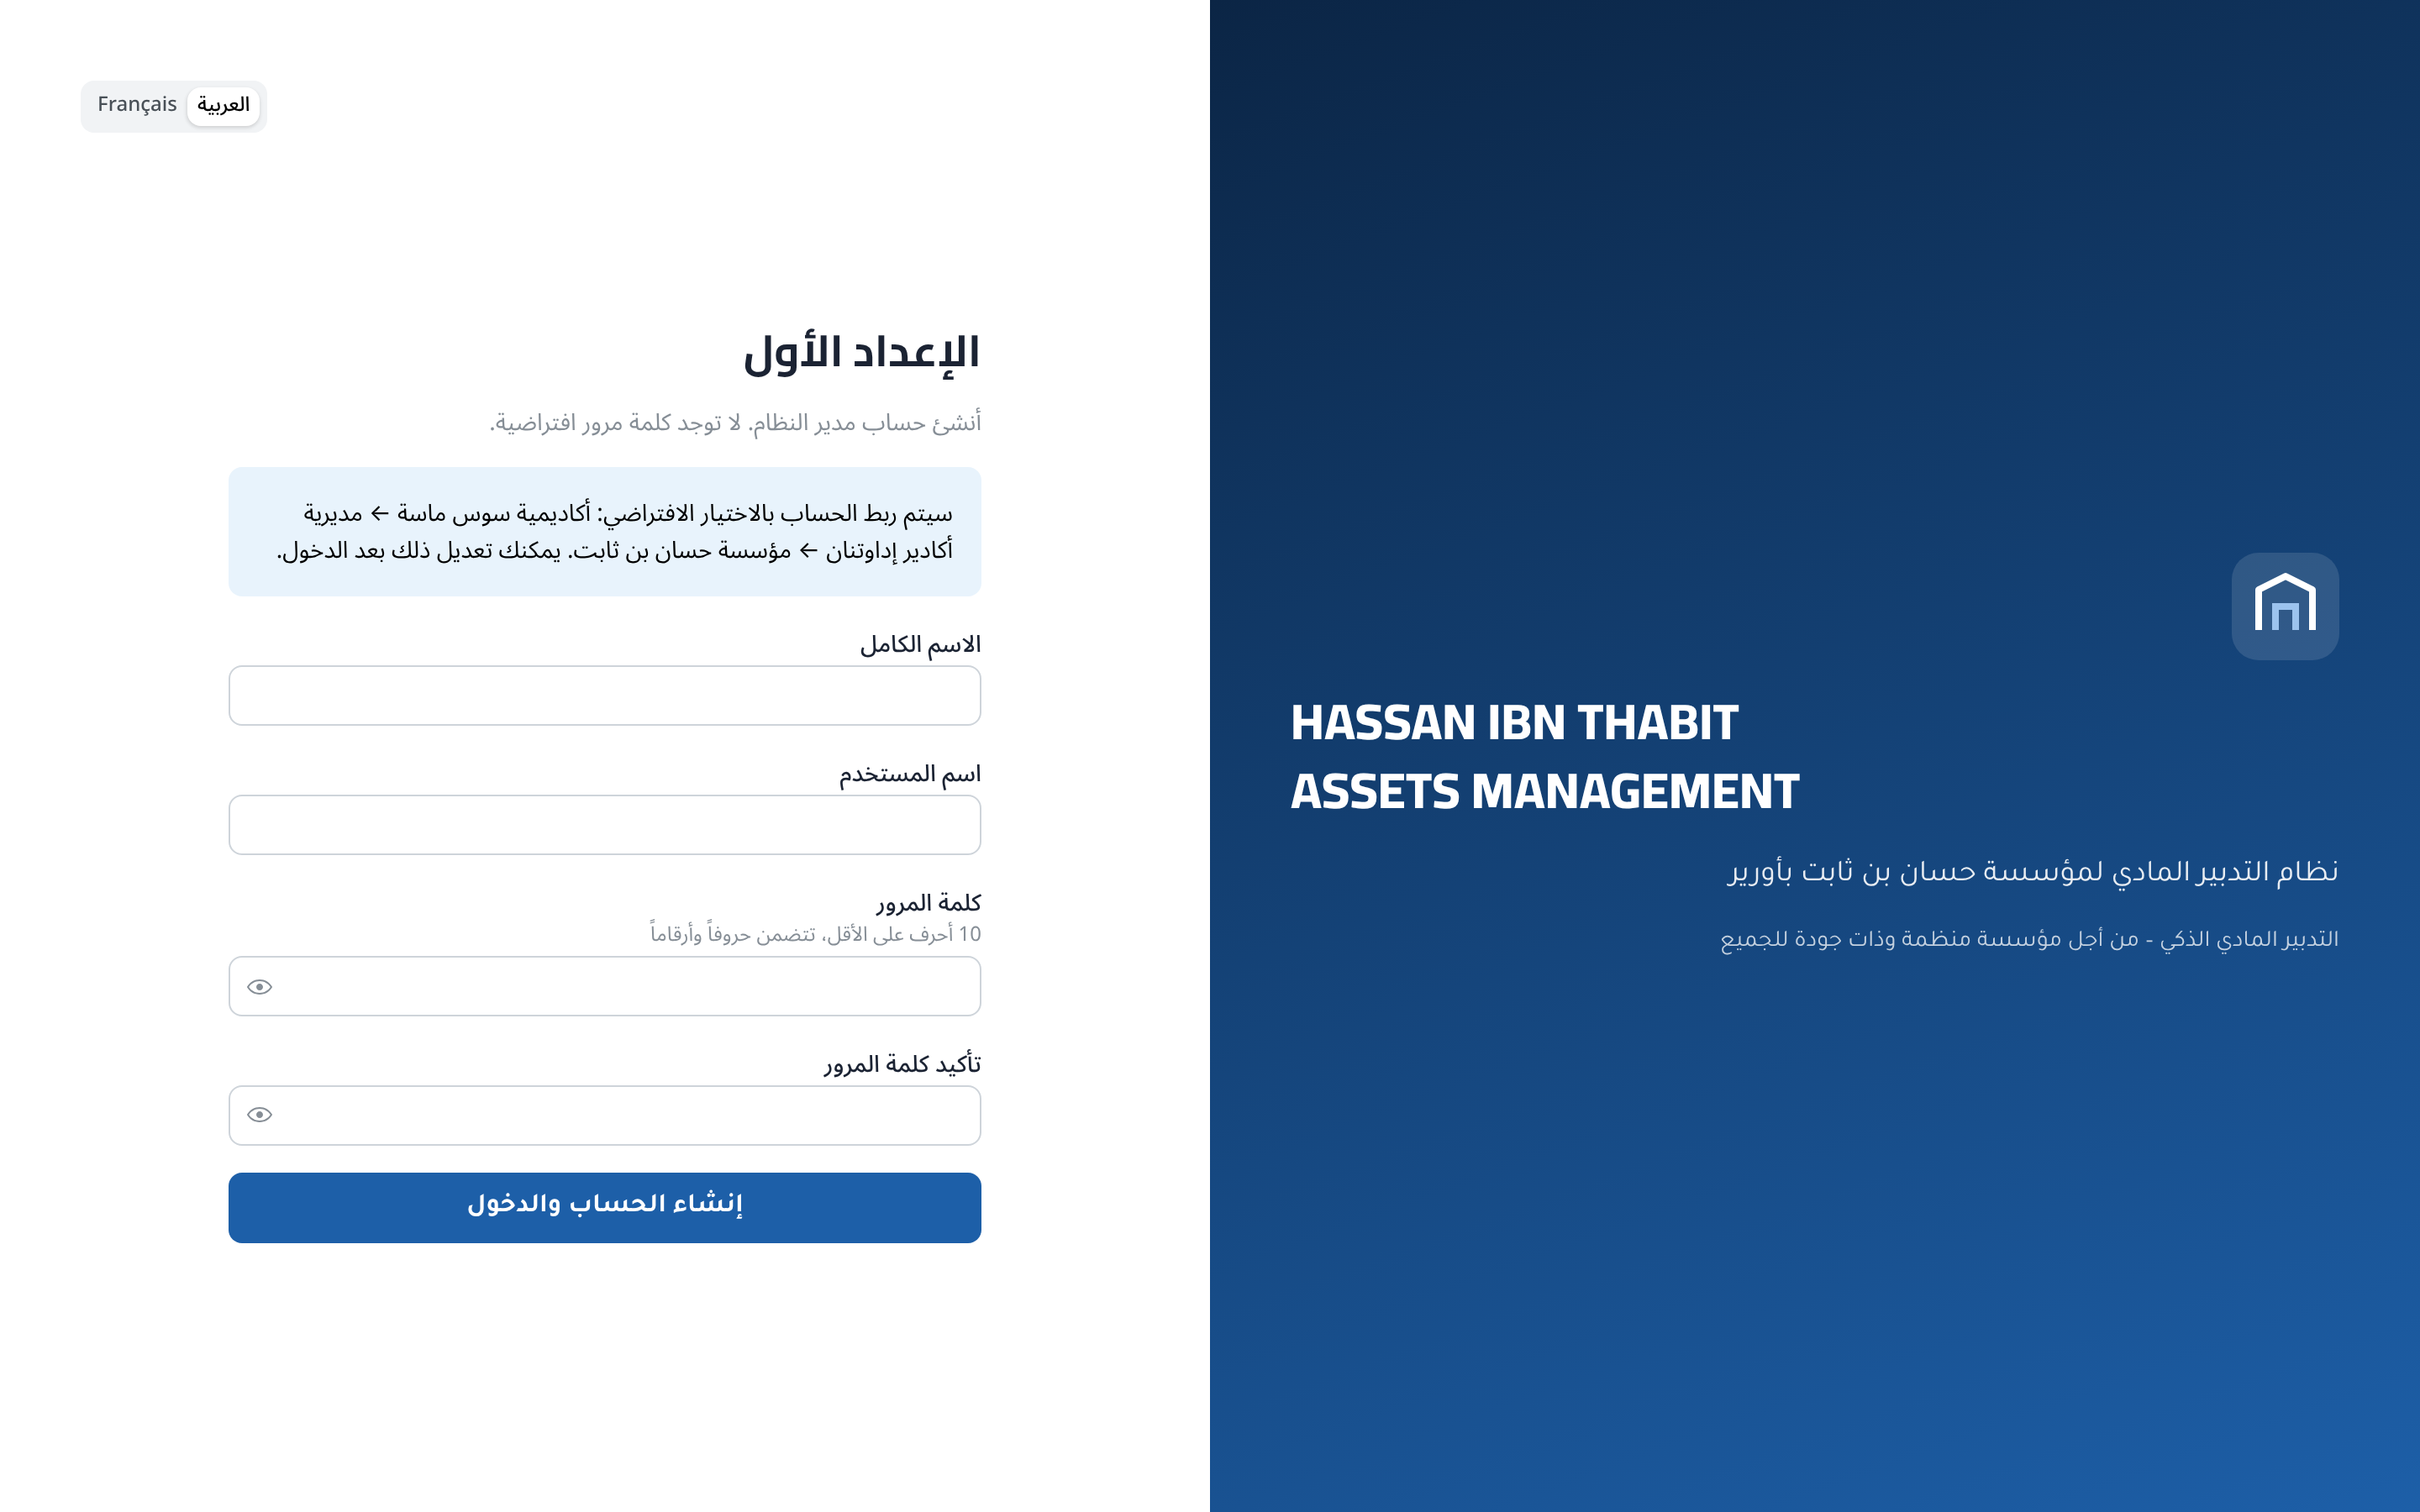 HASSAN IBN THABIT
ASSETS MANAGEMENT
نظام التدبير المادي لمؤسسة حسان بن ثابت بأورير
التدبير المادي الذكي - من أجل مؤسسة منظمة وذات جودة للجميع
العربية
Français
الإعداد الأول
أنشئ حساب مدير النظام. لا توجد كلمة مرور افتراضية.
سيتم ربط الحساب بالاختيار الافتراضي: أكاديمية سوس ماسة ← مديرية
أكادير إداوتنان ← مؤسسة حسان بن ثابت. يمكنك تعديل ذلك بعد الدخول.
الاسم الكامل
اسم المستخدم
كلمة المرور
10 أحرف على الأقل، تتضمن حروفاً وأرقاماً
تأكيد كلمة المرور
إنشاء الحساب والدخول